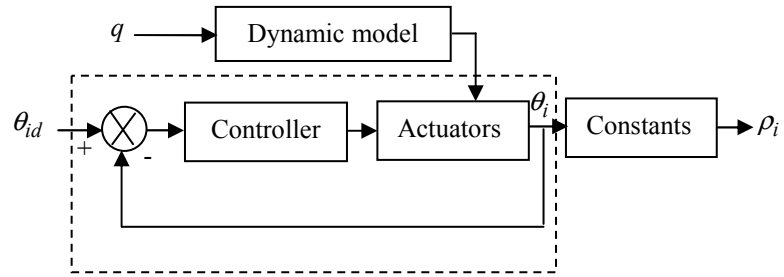 q
Dynamic model
θid
+
-
Controller
Actuators
θi
Constants
ρi